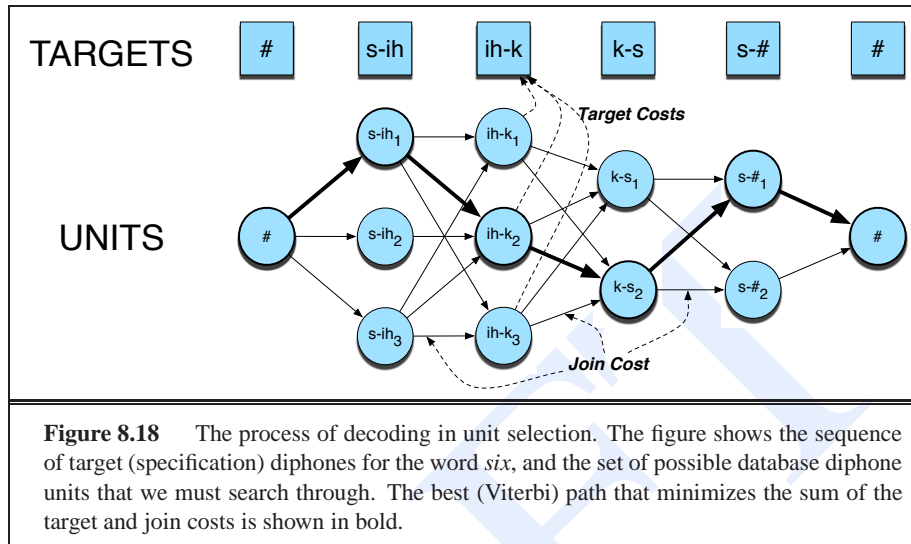 TARGETS # s-ih ih-k k-s s-# #
Target Costs
s-ih1 ih-k1
k-s1 s-#1
UNITS # s-ih2 ih-k2 #
k-s2 s-#2
s-ih3 ih-k3
Join Cost
Figure 8.18 The process of decoding in unit selection. The figure shows the sequence
of target (specification) diphones for the word six, and the set of possible database diphone
units that we must search through. The best (Viterbi) path that minimizes the sum of the
target and join costs is shown in bold.